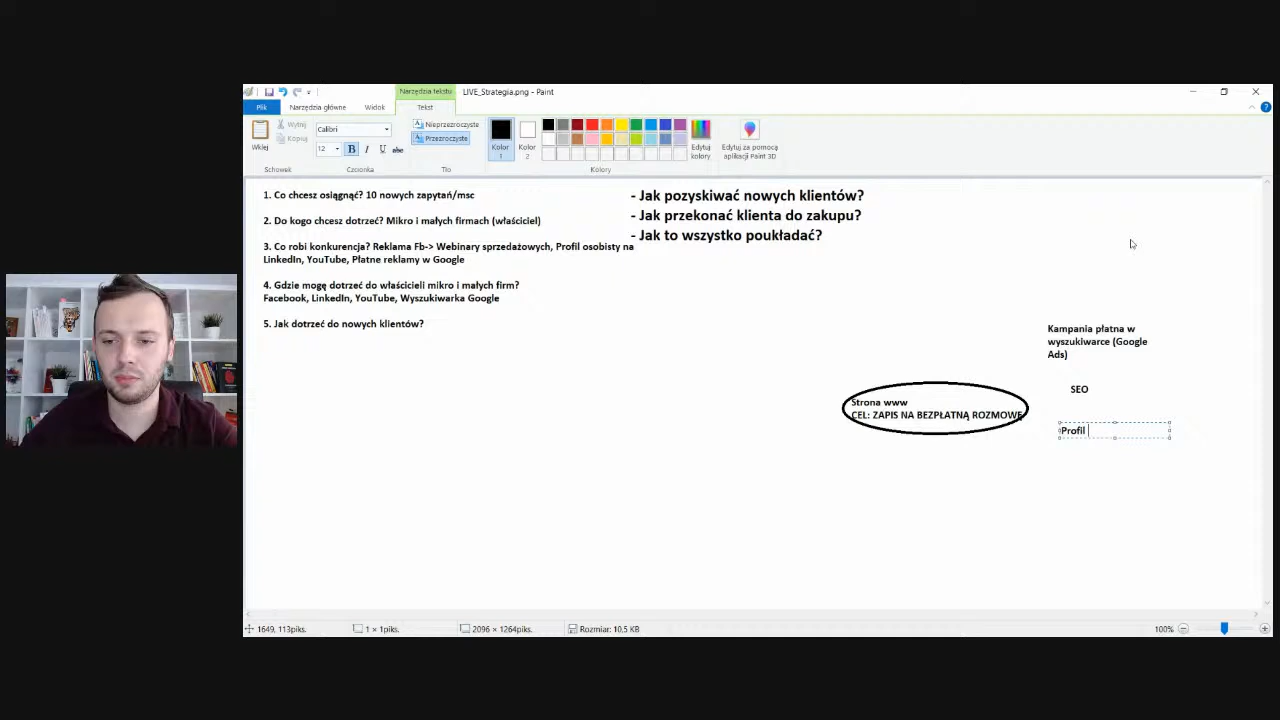 Narzędzia tekstu
LIVE_Strategia.png - Paint
Plik
Narzędzia główne
Widok
Tekst
Wklej
Wytnij
Kopiuj
Schowek
Calibri
12
B I U abc
Czcionka
Nieprzezroczyste
Przezroczyste
Tło
Kolor
1
Kolor
2
Kolory
Edytuj
kolory
Edytuj za pomocą
aplikacji Paint 3D
1. Co chcesz osiągnąć? 10 nowych zapytań/msc
2. Do kogo chcesz dotrzeć? Mikro i małych firmach (właściciel)
3. Co robi konkurencja? Reklama Fb-> Webinary sprzedażowych, Profil osobisty na
LinkedIn, YouTube, Płatne reklamy w Google
4. Gdzie mogę dotrzeć do właścicieli mikro i małych firm?
Facebook, LinkedIn, YouTube, Wyszukiwarka Google
5. Jak dotrzeć do nowych klientów?
- Jak pozyskiwać nowych klientów?
- Jak przekonać klienta do zakupu?
- Jak to wszystko poukładać?
Kampania płatna w
wyszukiwarce (Google
Ads)
SEO
Strona www
CEL: ZAPIS NA BEZPŁATNĄ ROZMOWĘ
Profil
1649, 113piks.
1 × 1piks.
2096 × 1264piks.
Rozmiar: 10,5 KB
100%